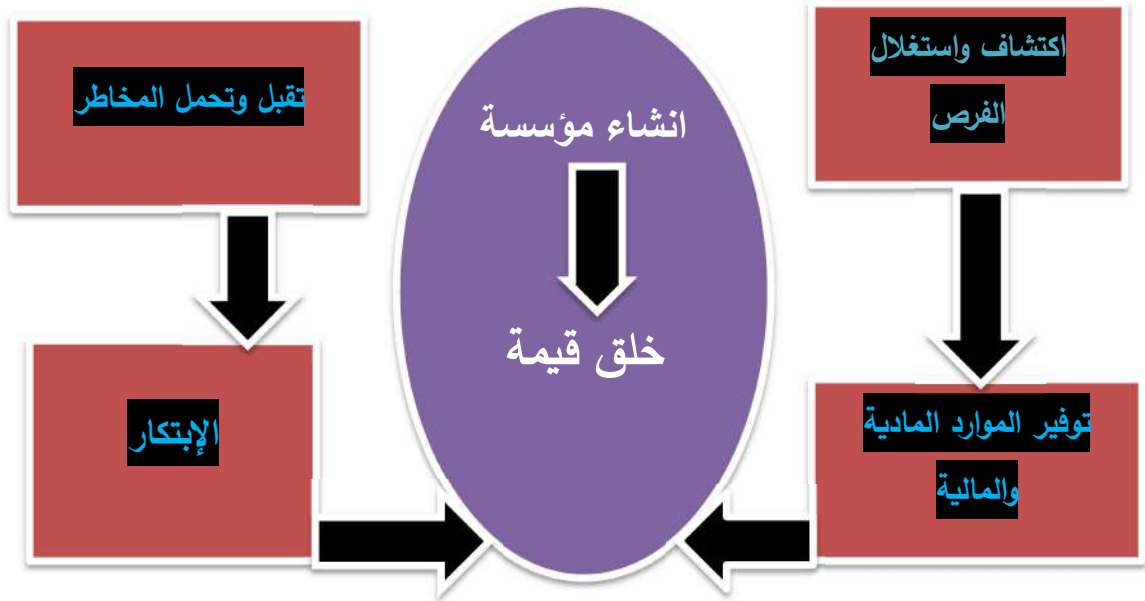 اكتشاف واستغلال
الفرص
توفير الموارد المادية
والمالية
انشاء مؤسسة
خلق قيمة
تقبل وتحمل المخاطر
الإبتكار